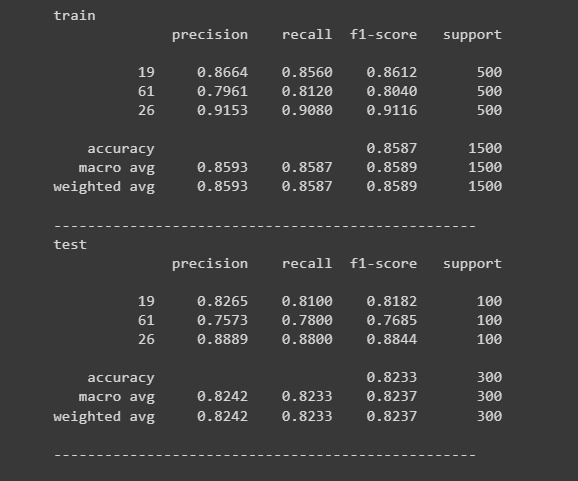 train
precision recall f1-score support
19 0.8664 0.8560 0.8612 500
61 0.7961 0.8120 0.8040 500
26 0.9153 0.9080 0.9116 500
accuracy 0.8587 1500
macro avg 0.8593 0.8587 0.8589 1500
weighted avg 0.8593 0.8587 0.8589 1500
--------------------------------------------------
test
precision recall f1-score support
19 0.8265 0.8100 0.8182 100
61 0.7573 0.7800 0.7685 100
26 0.8889 0.8800 0.8844 100
accuracy 0.8233 300
macro avg 0.8242 0.8233 0.8237 300
weighted avg 0.8242 0.8233 0.8237 300
--------------------------------------------------